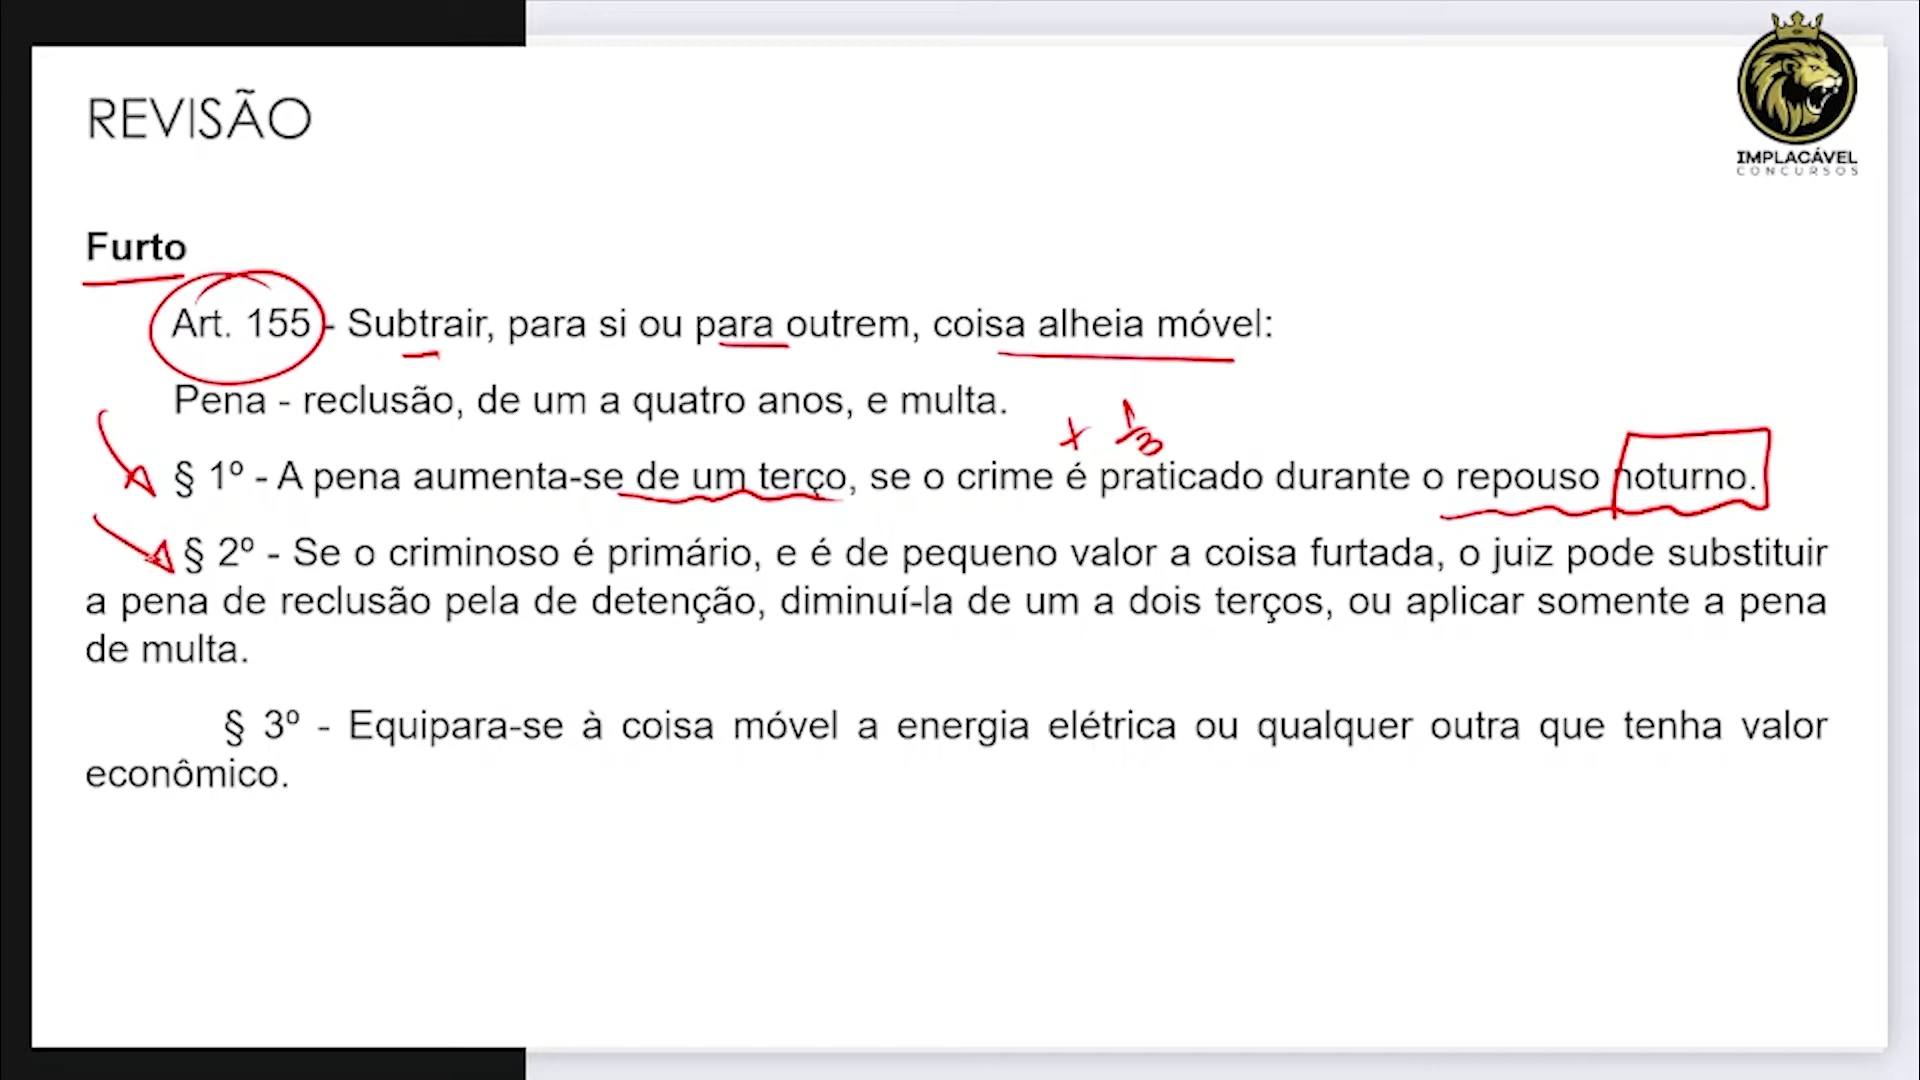 REVISÃO
IMPLACÁVEL
CONCURSOS
Furto
Art. 155 - Subtrair, para si ou para outrem, coisa alheia móvel:
Pena - reclusão, de um a quatro anos, e multa.
+ 1/3
§ 1º - A pena aumenta-se de um terço, se o crime é praticado durante o repouso noturno.
§ 2º - Se o criminoso é primário, e é de pequeno valor a coisa furtada, o juiz pode substituir
a pena de reclusão pela de detenção, diminuí-la de um a dois terços, ou aplicar somente a pena
de multa.
§ 3º - Equipara-se à coisa móvel a energia elétrica ou qualquer outra que tenha valor
econômico.